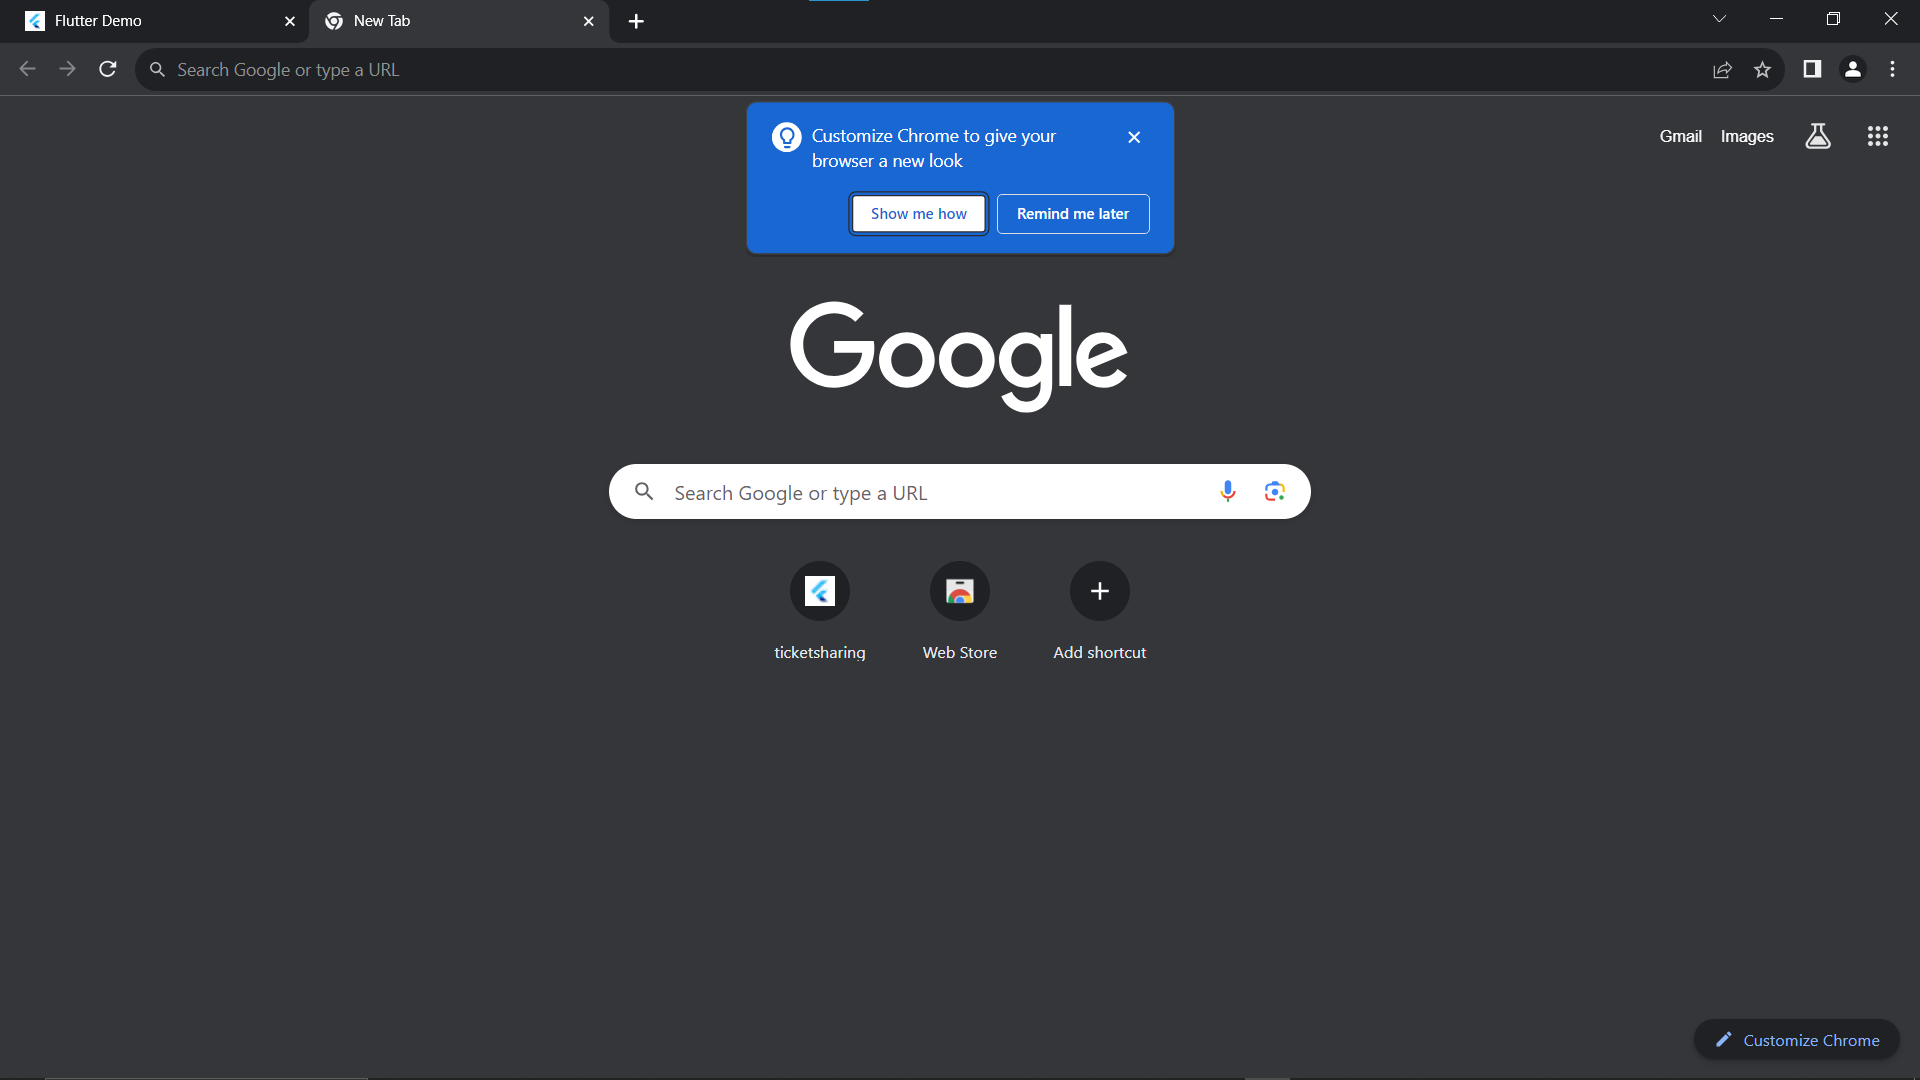 Flutter Demo
New Tab
Search Google or type a URL
Customize Chrome to give your
browser a new look
Show me how
Remind me later
Gmail
Images
Google
Search Google or type a URL
ticketsharing
Web Store
Add shortcut
Customize Chrome